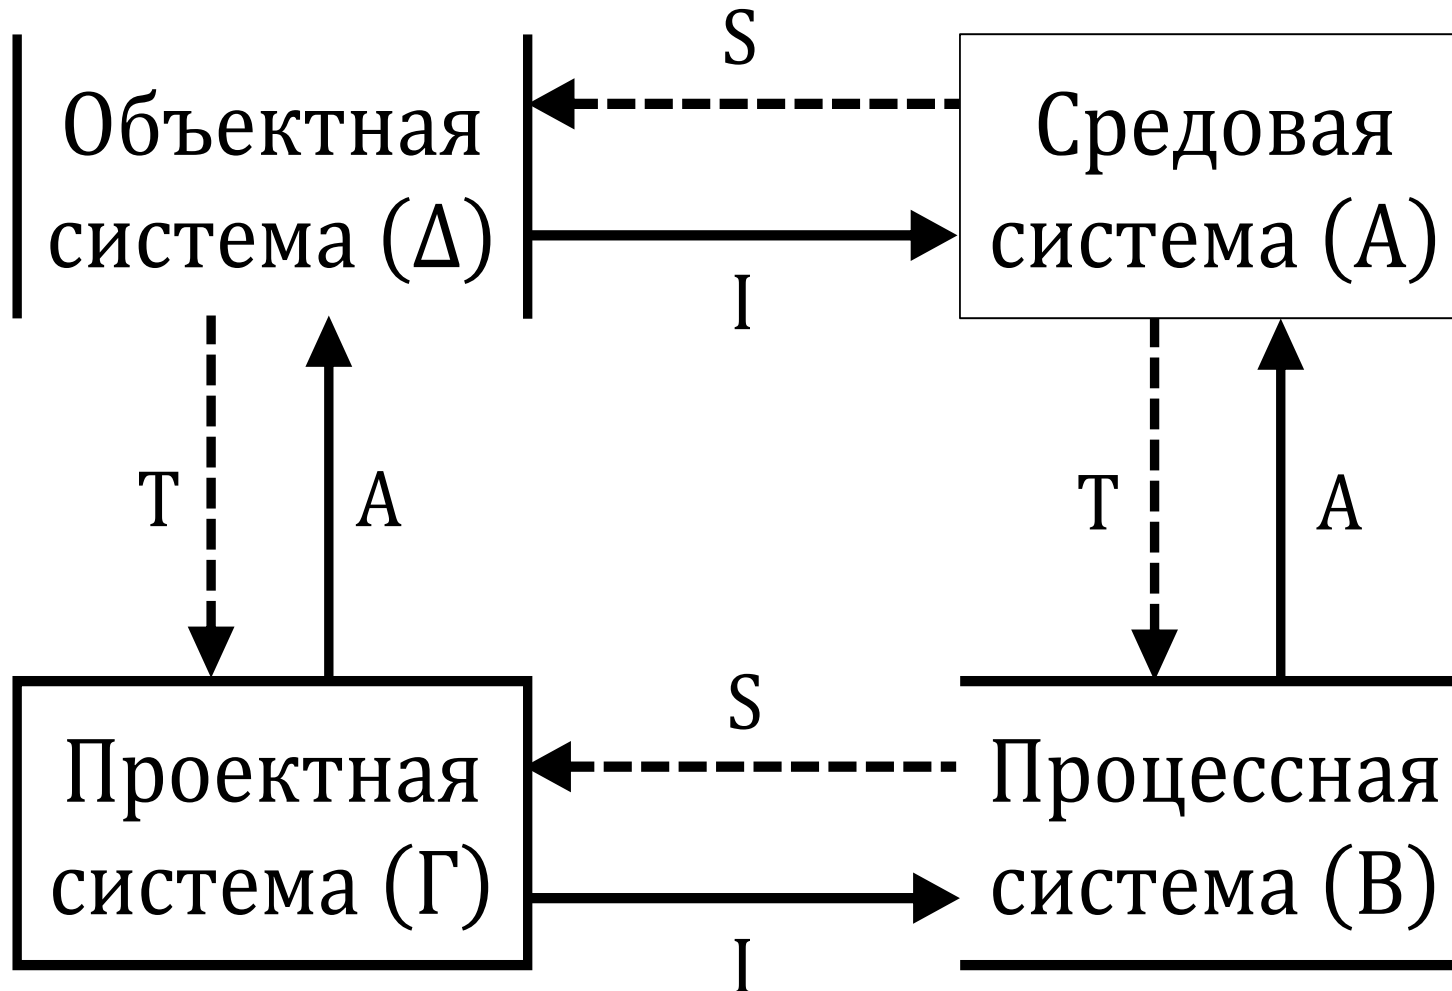 S
Объектная
система (Δ)
Средовая
система (А)
I
T
A
T
A
S
Проектная
система (Г)
Процессная
система (В)
I